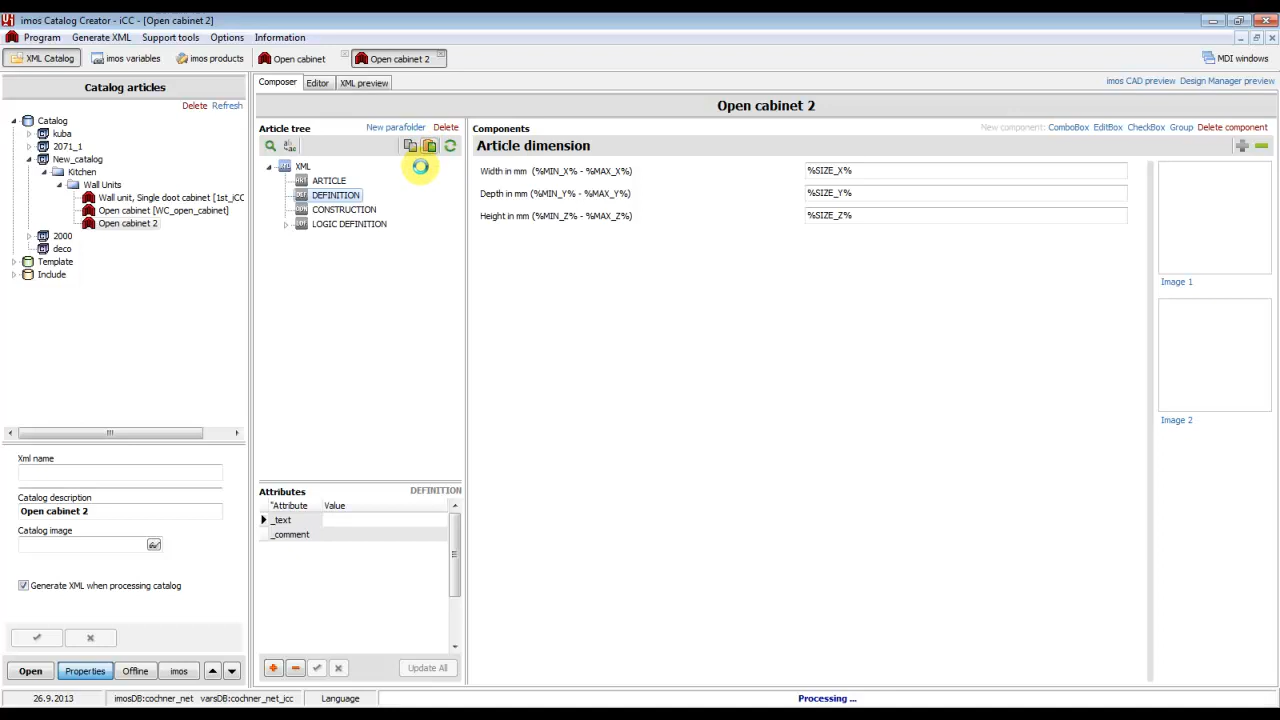 imos Catalog Creator - iCC - [Open cabinet 2]
Program Generate XML Support tools Options Information
XML Catalog imos variables imos products Open cabinet Open cabinet 2 MDI windows
Catalog articles
Delete Refresh
Catalog
kuba
2071_1
New_catalog
Kitchen
Wall Units
Wall unit, Single doot cabinet [1st_iCC
Open cabinet [WC_open_cabinet]
Open cabinet 2
2000
deco
Template
Include
Xml name
Catalog description
Open cabinet 2
Catalog image
Generate XML when processing catalog
Open Properties Offline imos
Composer Editor XML preview
imos CAD preview Design Manager preview
Open cabinet 2
Article tree New parafolder Delete
XML
ARTICLE
DEFINITION
CONSTRUCTION
LOGIC DEFINITION
Attributes DEFINITION
"Attribute Value
_text
_comment
Update All
Components New component: ComboBox EditBox CheckBox Group Delete component
Article dimension
Width in mm (%MIN_X% - %MAX_X%) %SIZE_X%
Depth in mm (%MIN_Y% - %MAX_Y%) %SIZE_Y%
Height in mm (%MIN_Z% - %MAX_Z%) %SIZE_Z%
Image 1
Image 2
26.9.2013 imosDB:cochner_net varsDB:cochner_net_icc Language Processing ...